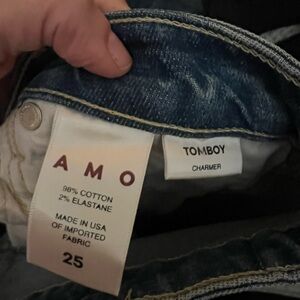 AMO
98% COTTON
2% ELASTANE
MADE IN USA
OF IMPORTED
FABRIC
25
TOMBOY
CHARMER